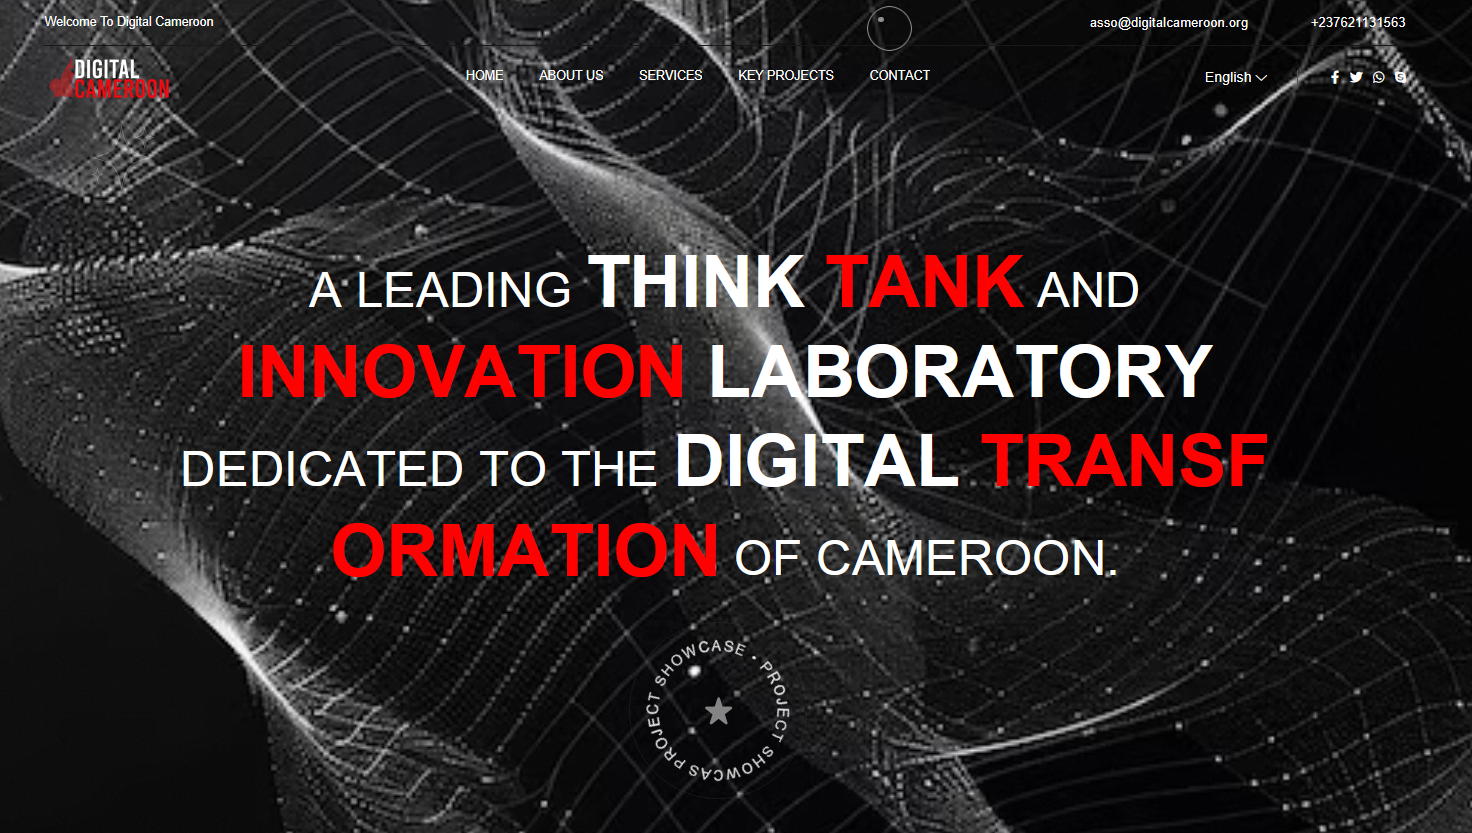 Welcome To Digital Cameroon
asso@digitalcameroon.org
+237621131563
DIGITAL
CAMEROON
HOME ABOUT US SERVICES KEY PROJECTS CONTACT
English
A LEADING THINK TANK AND
INNOVATION LABORATORY
DEDICATED TO THE DIGITAL TRANSF
ORMATION OF CAMEROON.
PROJECT SHOWCASE • PROJECT SHOWCAS